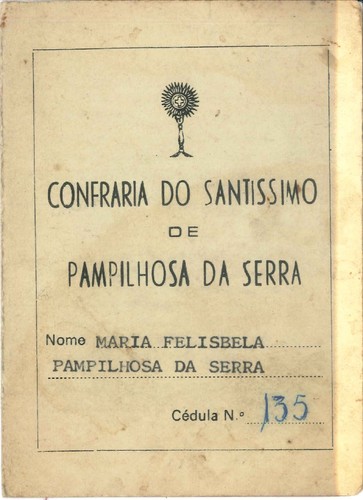 CONFRARIA DO SANTISSIMO
DE
PAMPILHOSA DA SERRA
Nome MARIA FELISBELA
PAMPILHOSA DA SERRA
Cédula N.º 135